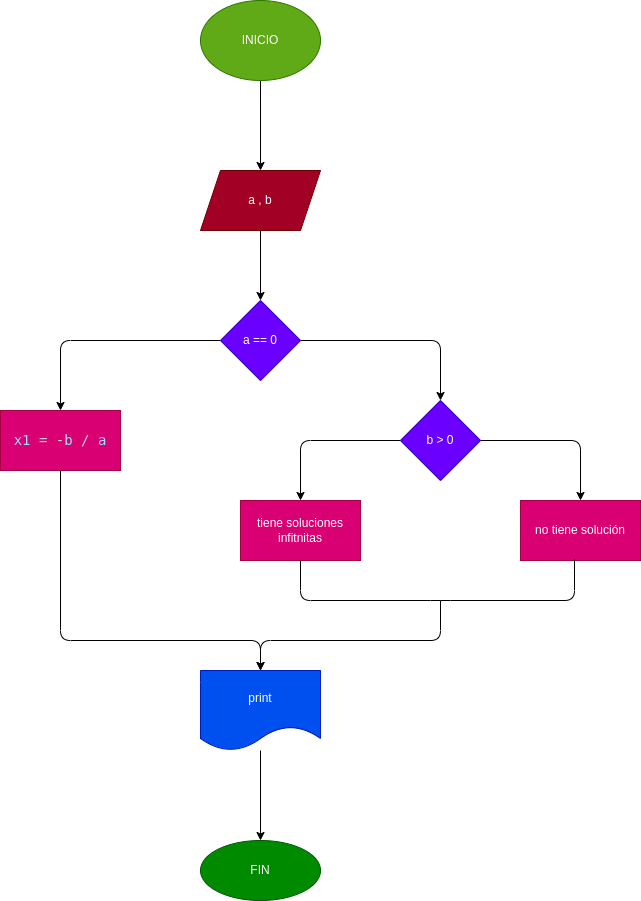 INICIO
a , b
a == 0
x1 = -b / a
b > 0
tiene soluciones
infitnitas
no tiene solución
print
FIN